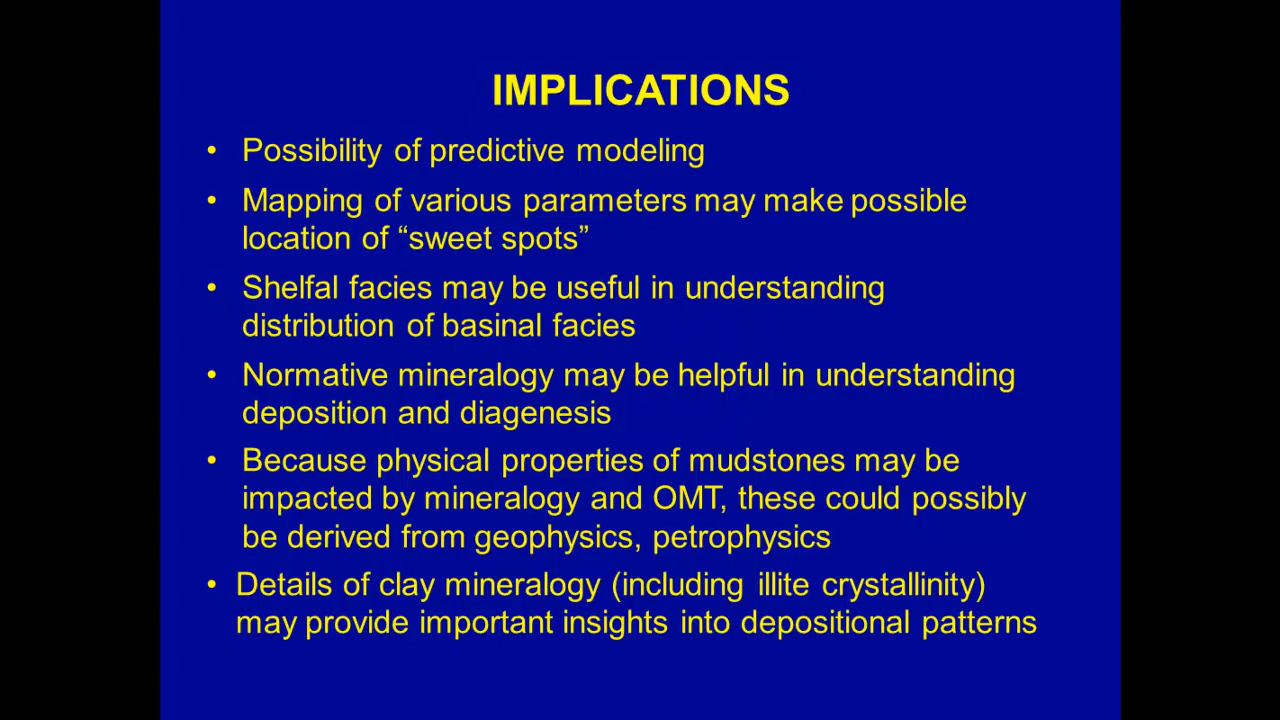 IMPLICATIONS
• Possibility of predictive modeling
• Mapping of various parameters may make possible
location of “sweet spots”
• Shelfal facies may be useful in understanding
distribution of basinal facies
• Normative mineralogy may be helpful in understanding
deposition and diagenesis
• Because physical properties of mudstones may be
impacted by mineralogy and OMT, these could possibly
be derived from geophysics, petrophysics
• Details of clay mineralogy (including illite crystallinity)
may provide important insights into depositional patterns